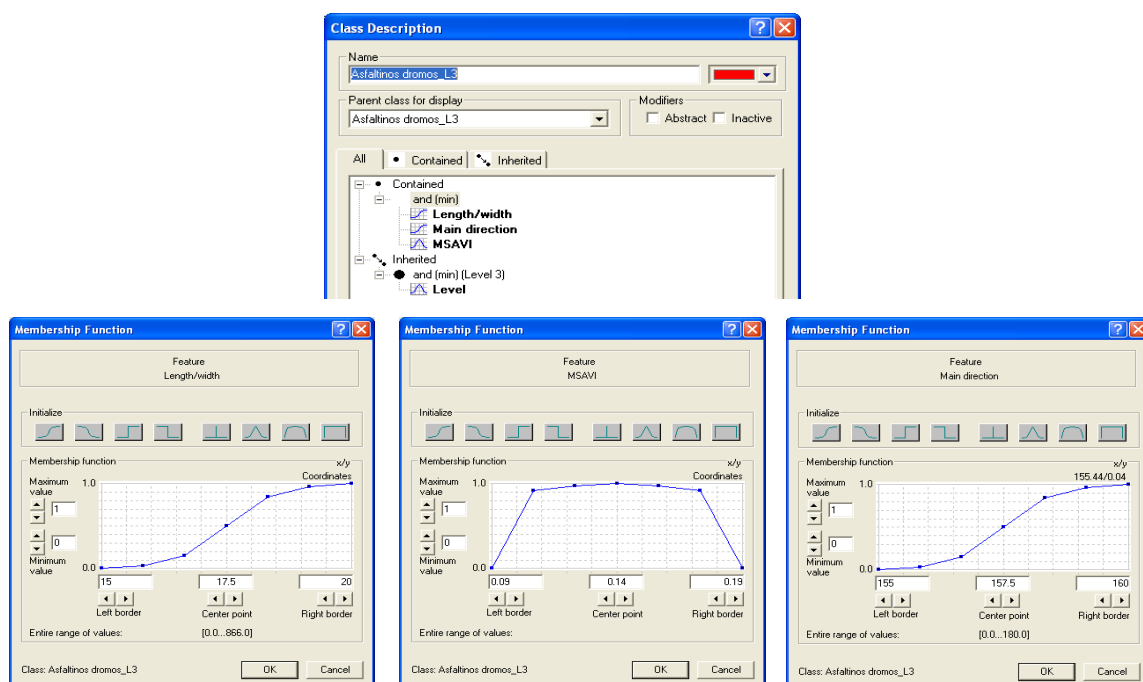 Class Description
Name
Asfaltinos dromos_L3
Parent class for display
Asfaltinos dromos_L3
Modifiers
Abstract
Inactive
All
Contained
Inherited
Contained
and (min)
Length/width
Main direction
MSAVI
Inherited
and (min) (Level 3)
Level
Membership Function
Feature
Length/width
Initialize
Membership function
x/y
Coordinates
Maximum value
1.0
1
0
Minimum value
0.0
15
17.5
20
Left border
Center point
Right border
Entire range of values:
[0.0...866.0]
Class: Asfaltinos dromos_L3
OK
Cancel
Membership Function
Feature
MSAVI
Initialize
Membership function
x/y
Coordinates
Maximum value
1.0
1
0
Minimum value
0.0
0.09
0.14
0.19
Left border
Center point
Right border
Entire range of values:
Class: Asfaltinos dromos_L3
OK
Cancel
Membership Function
Feature
Main direction
Initialize
Membership function
x/y
155.44/0.04
Maximum value
1.0
1
0
Minimum value
0.0
155
157.5
160
Left border
Center point
Right border
Entire range of values:
[0.0...180.0]
Class: Asfaltinos dromos_L3
OK
Cancel